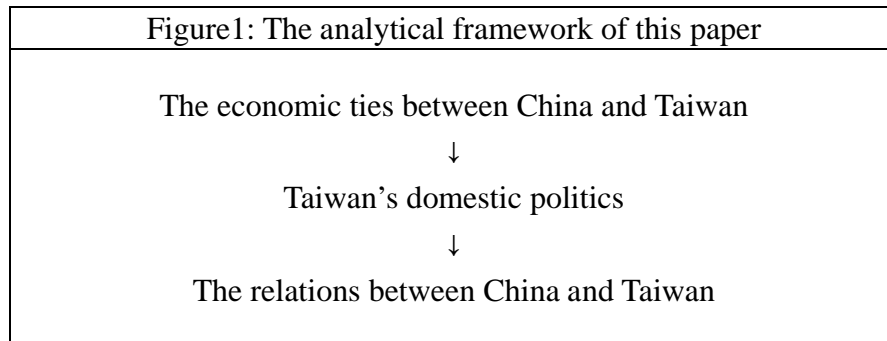 Figure1: The analytical framework of this paper
The economic ties between China and Taiwan
↓
Taiwan’s domestic politics
↓
The relations between China and Taiwan